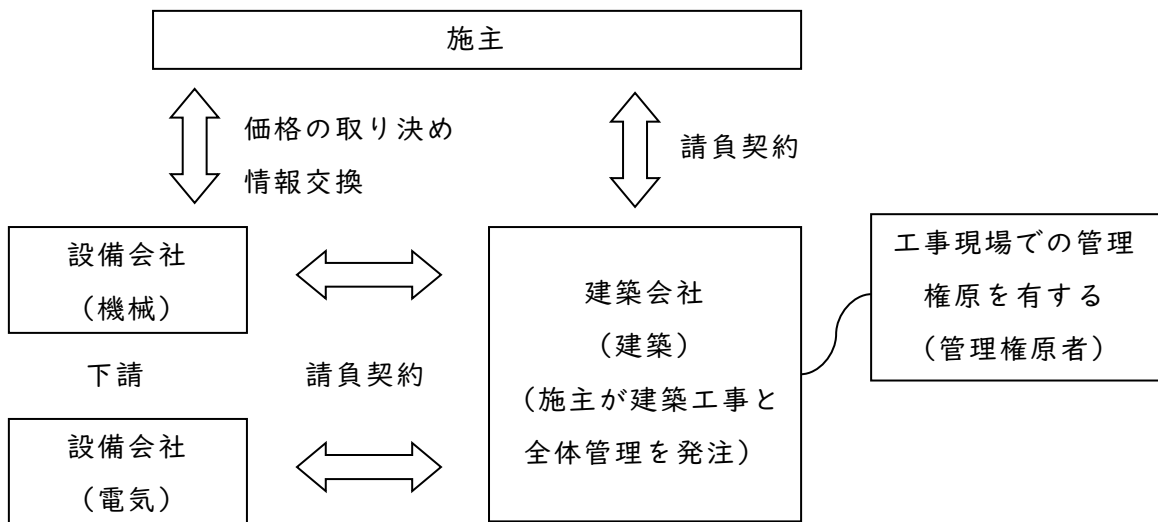 施主
価格の取り決め
情報交換
請負契約
設備会社
(機械)
下請
請負契約
設備会社
(電気)
建築会社
(建築)
(施主が建築工事と
全体管理を発注)
工事現場での管理
権原を有する
(管理権原者)